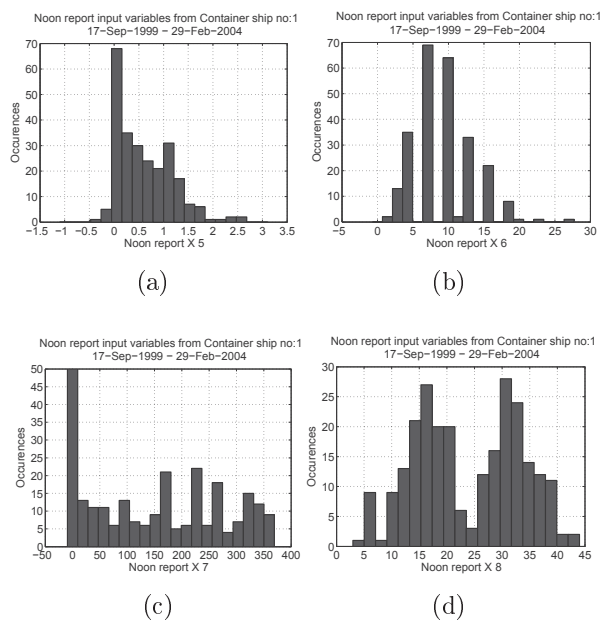 Noon report input variables from Container ship no:1
17−Sep−1999 − 29−Feb−2004
70
60
50
40
30
20
10
0
Occurences
−1.5 −1 −0.5 0 0.5 1 1.5 2 2.5 3 3.5
Noon report X 5
(a)
Noon report input variables from Container ship no:1
17−Sep−1999 − 29−Feb−2004
70
60
50
40
30
20
10
0
Occurences
−5 0 5 10 15 20 25 30
Noon report X 6
(b)
Noon report input variables from Container ship no:1
17−Sep−1999 − 29−Feb−2004
50
45
40
35
30
25
20
15
10
5
0
Occurences
−50 0 50 100 150 200 250 300 350 400
Noon report X 7
(c)
Noon report input variables from Container ship no:1
17−Sep−1999 − 29−Feb−2004
30
25
20
15
10
5
0
Occurences
0 5 10 15 20 25 30 35 40 45
Noon report X 8
(d)